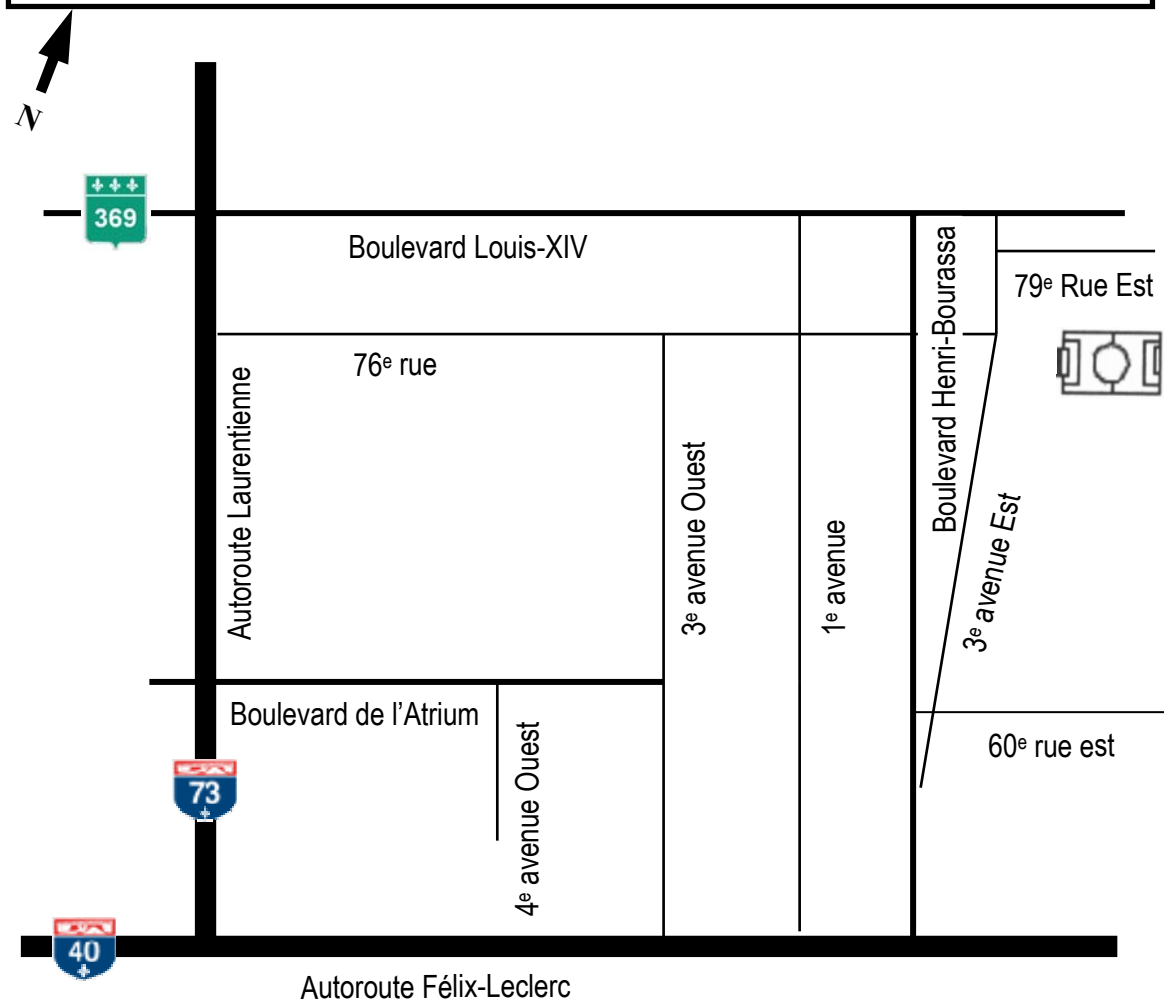 N
369
Boulevard Louis-XIV
79e Rue Est
76e rue
Autoroute Laurentienne
3e avenue Ouest
1e avenue
Boulevard Henri-Bourassa
3e avenue Est
Boulevard de l'Atrium
4e avenue Ouest
60e rue est
73
40
Autoroute Félix-Leclerc